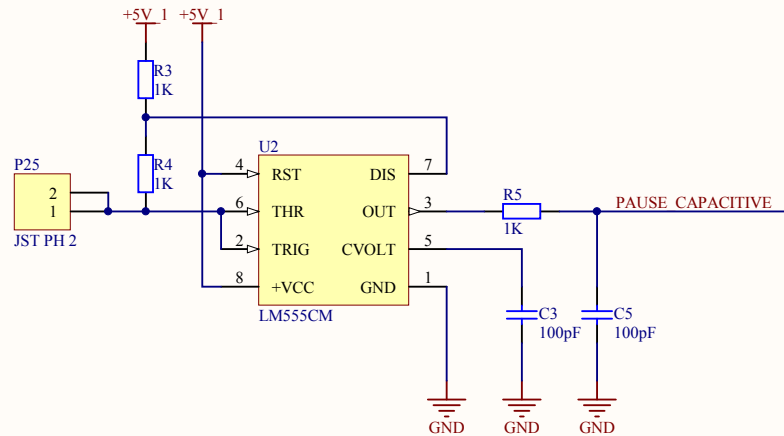 +5V_1
+5V_1
R3
1K
R4
1K
P25
2
1
JST PH 2
U2
4
RST
DIS
7
6
THR
OUT
3
2
TRIG
CVOLT
5
8
+VCC
GND
1
LM555CM
R5
1K
PAUSE_CAPACITIVE
C3
100pF
C5
100pF
GND
GND
GND